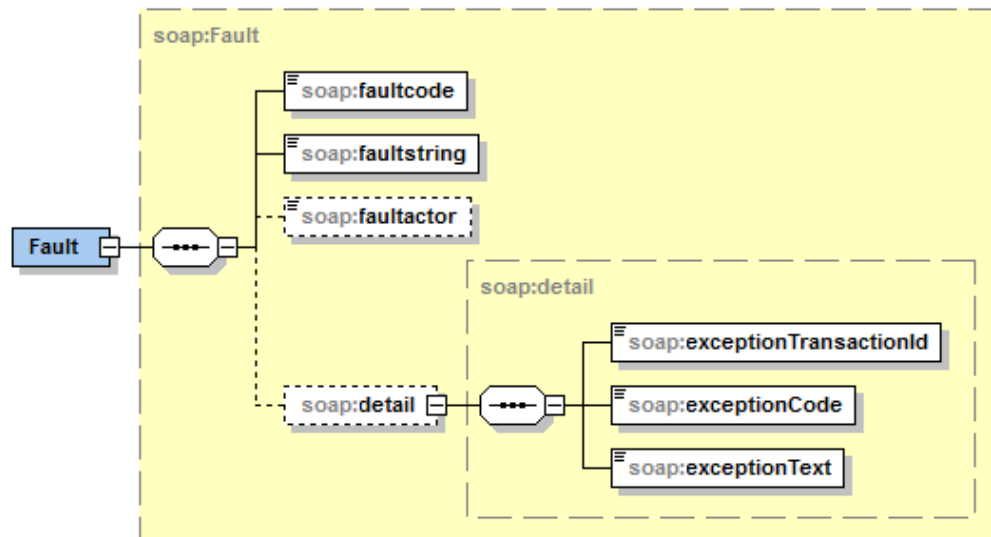 soap:Fault
soap:faultcode
soap:faultstring
soap:faultactor
Fault
soap:detail
soap:exceptionTransactionId
soap:detail
soap:exceptionCode
soap:exceptionText